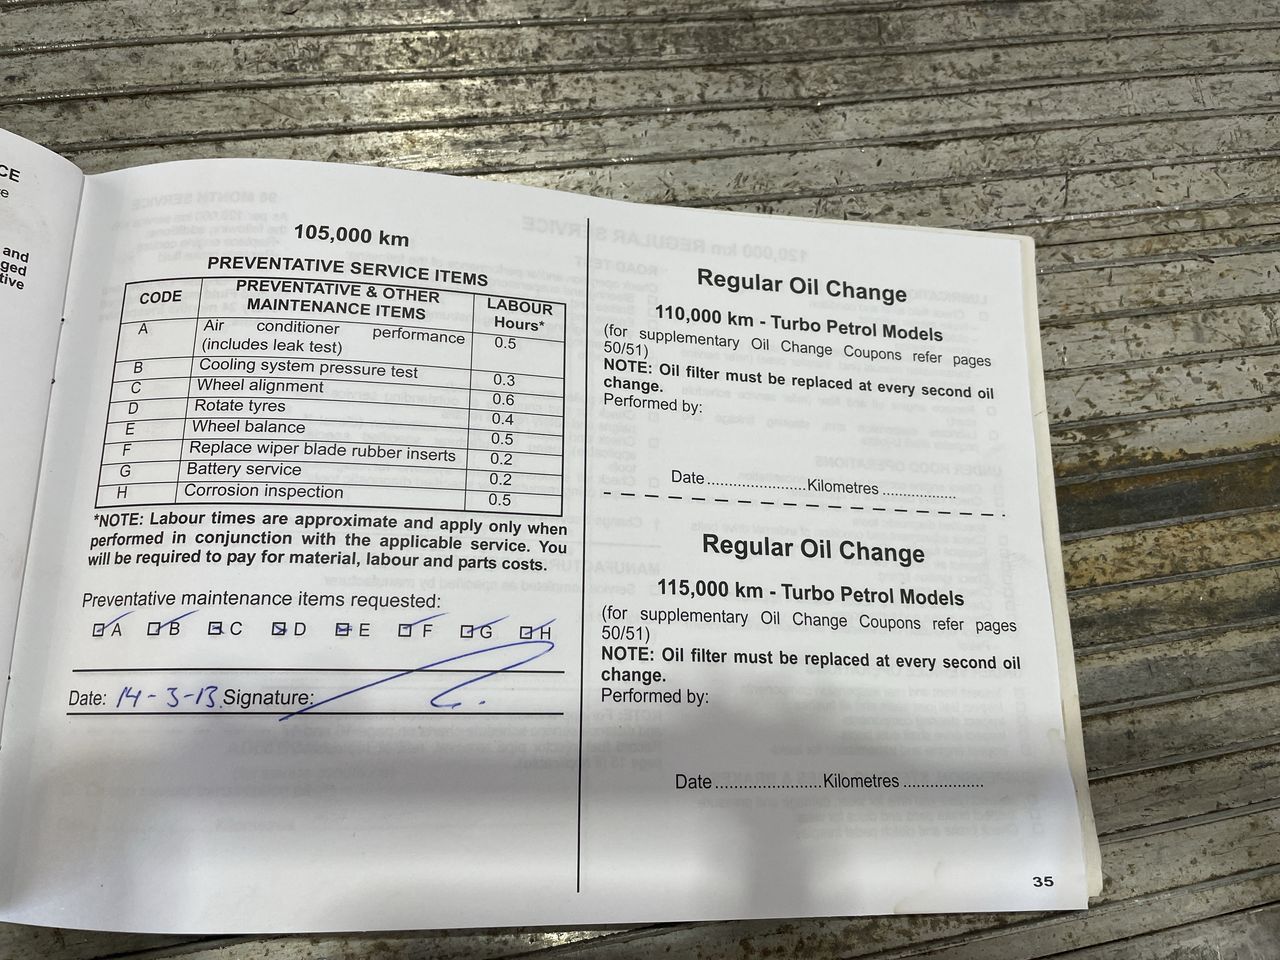 CE
e
and
ged
tive
105,000 km
PREVENTATIVE SERVICE ITEMS
CODE PREVENTATIVE & OTHER MAINTENANCE ITEMS LABOUR Hours*
A Air conditioner performance (includes leak test) 0.5
B Cooling system pressure test 0.3
C Wheel alignment 0.6
D Rotate tyres 0.4
E Wheel balance 0.5
F Replace wiper blade rubber inserts 0.2
G Battery service 0.2
H Corrosion inspection 0.5
*NOTE: Labour times are approximate and apply only when
performed in conjunction with the applicable service. You
will be required to pay for material, labour and parts costs.
Preventative maintenance items requested:
A B C D E F G H
Date: 14-3-13 Signature:
Regular Oil Change
110,000 km - Turbo Petrol Models
(for supplementary Oil Change Coupons refer pages
50/51)
NOTE: Oil filter must be replaced at every second oil
change.
Performed by:
Date......................Kilometres ................
Regular Oil Change
115,000 km - Turbo Petrol Models
(for supplementary Oil Change Coupons refer pages
50/51)
NOTE: Oil filter must be replaced at every second oil
change.
Performed by:
Date ......................Kilometres .................
35